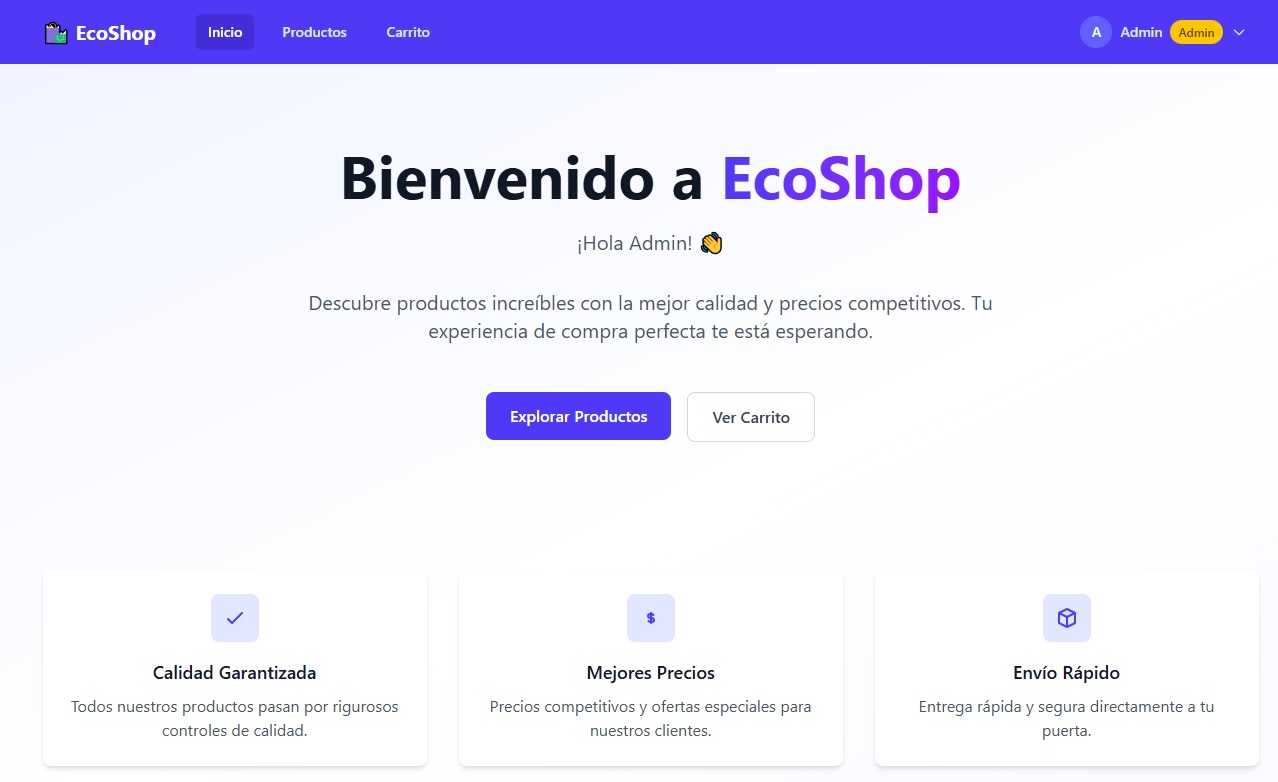 EcoShop
Inicio
Productos
Carrito
A
Admin
Admin
Bienvenido a EcoShop
¡Hola Admin! 👋
Descubre productos increíbles con la mejor calidad y precios competitivos. Tu
experiencia de compra perfecta te está esperando.
Explorar Productos
Ver Carrito
Calidad Garantizada
Todos nuestros productos pasan por rigurosos
controles de calidad.
$
Mejores Precios
Precios competitivos y ofertas especiales para
nuestros clientes.
Envío Rápido
Entrega rápida y segura directamente a tu
puerta.